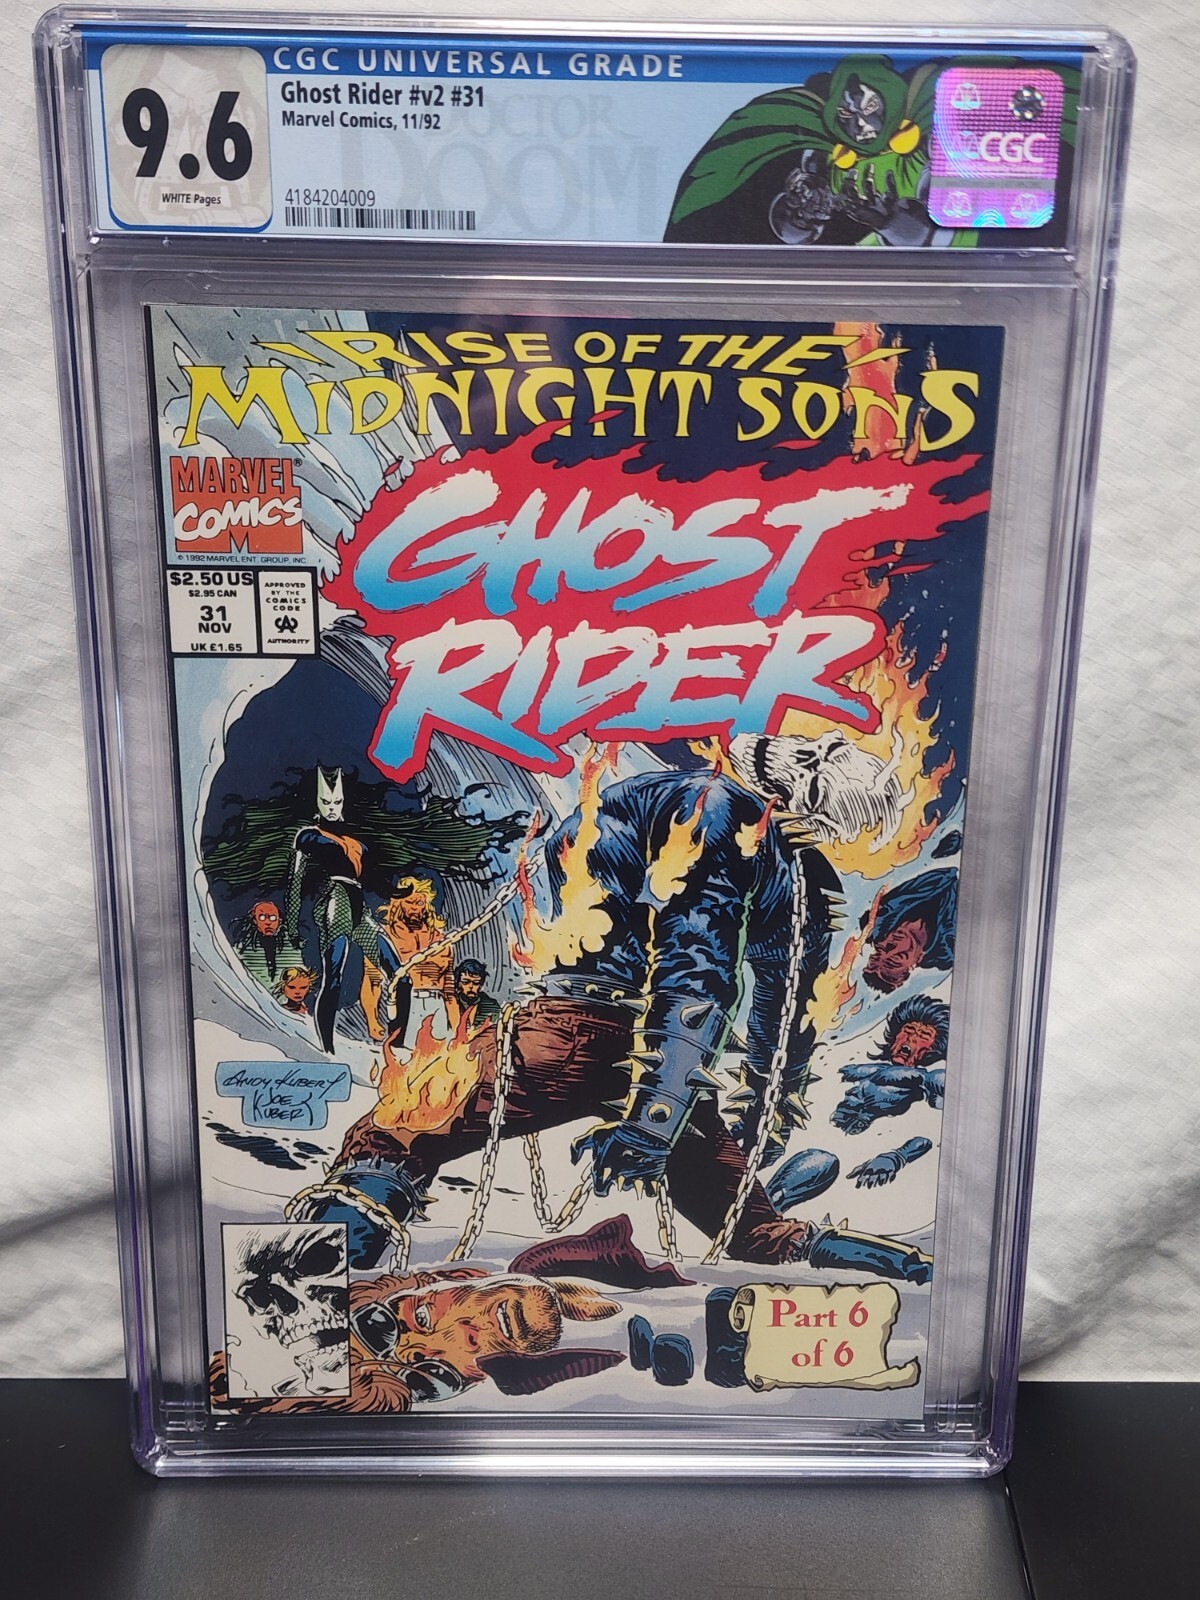 CGC UNIVERSAL GRADE
9.6
WHITE Pages
Ghost Rider #v2 #31
Marvel Comics, 11/92
DOCTOR
DOOM
4184204009
CGC
RISE OF THE
MIDNIGHT SONS
MARVEL®
COMICS
M
© 1992 MARVEL ENT. GROUP, INC.
$2.50 US
$2.95 CAN
31
NOV
UK £1.65
APPROVED
BY THE
COMICS
CODE
CA
AUTHORITY
GHOST
RIDER
ANDY KUBERT
JOE
KUBERT
Part 6
of 6